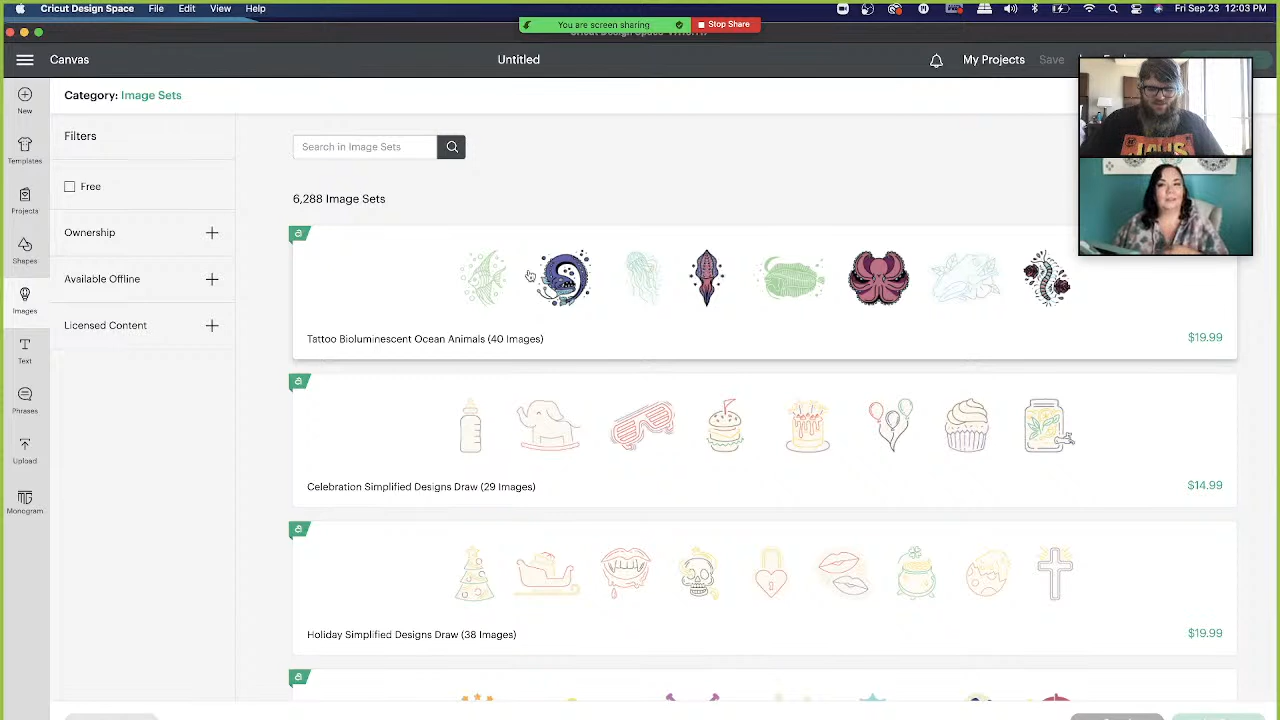 Cricut Design Space File Edit View Help Fri Sep 23 12:03 PM
You are screen sharing Stop Share
Canvas Untitled My Projects Save
Category: Image Sets
New
Templates
Projects
Shapes
Images
Text
Phrases
Upload
Monogram
Filters
Free
Ownership
Available Offline
Licensed Content
Search in Image Sets
6,288 Image Sets
Tattoo Bioluminescent Ocean Animals (40 Images) $19.99
Celebration Simplified Designs Draw (29 Images) $14.99
Holiday Simplified Designs Draw (38 Images) $19.99